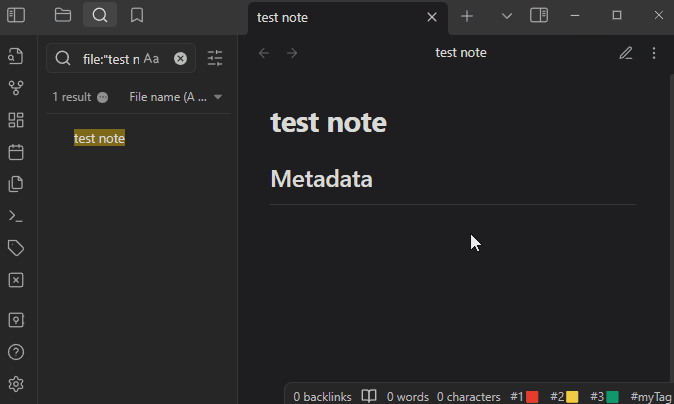 test note
file:"test n Aa
test note
1 result File name (A ...
test note
test note
Metadata
0 backlinks 0 words 0 characters #1 #2 #3 #myTag